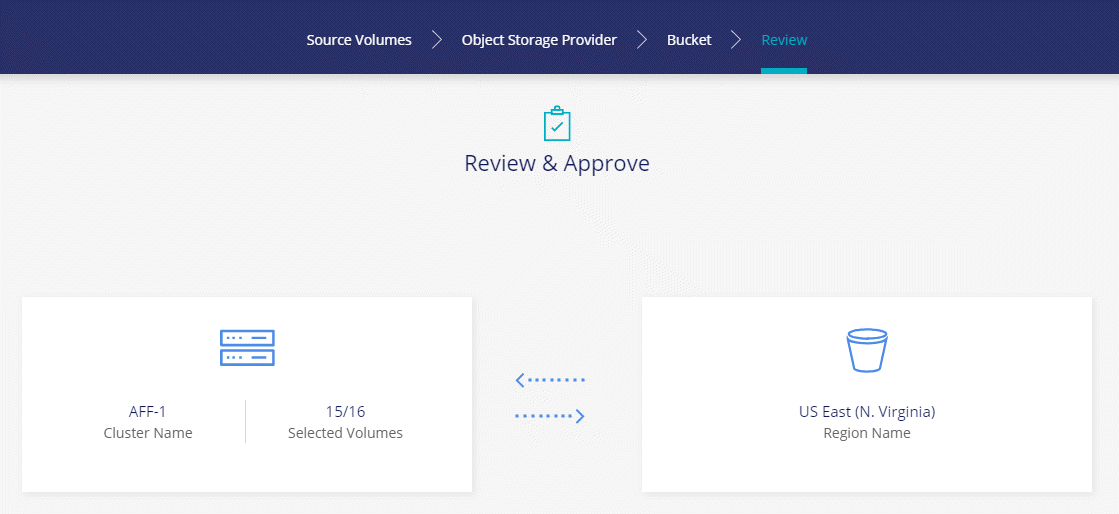 Source Volumes Object Storage Provider Bucket Review
Review & Approve
AFF-1
Cluster Name
15/16
Selected Volumes
US East (N. Virginia)
Region Name